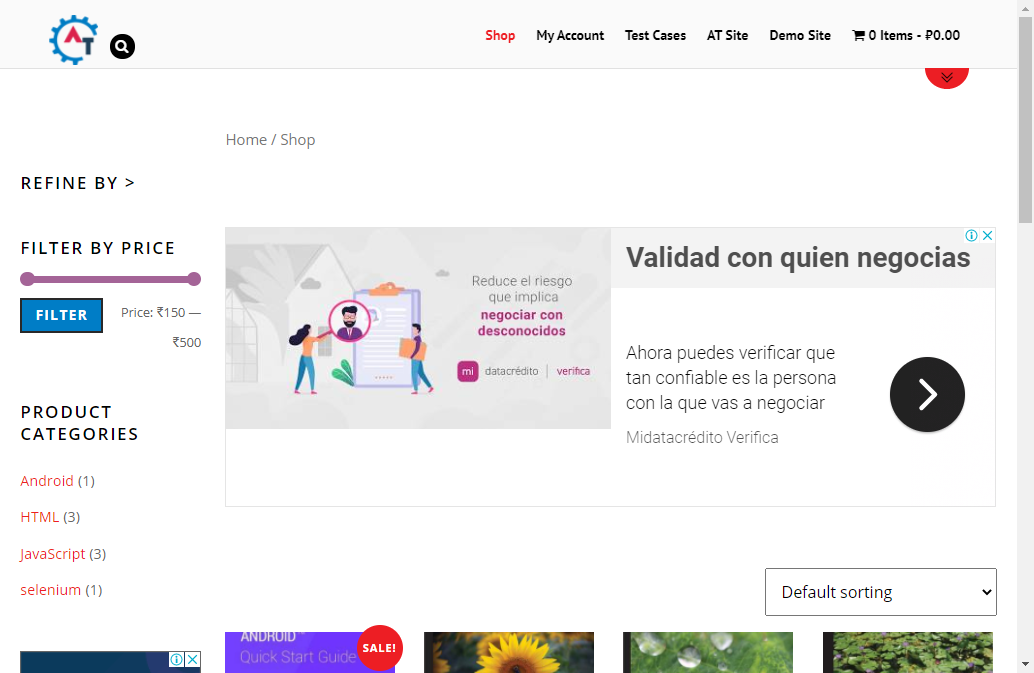 AT
Shop
My Account
Test Cases
AT Site
Demo Site
0 Items - ₽0.00
Home / Shop
REFINE BY >
FILTER BY PRICE
FILTER
Price: ₹150 —
₹500
PRODUCT
CATEGORIES
Android (1)
HTML (3)
JavaScript (3)
selenium (1)
Reduce el riesgo
que implica
negociar con
desconocidos
mi datacrédito | verifica
Validad con quien negocias
Ahora puedes verificar que
tan confiable es la persona
con la que vas a negociar
Midatacrédito Verifica
Default sorting
ANDROID
Quick Start Guide
SALE!